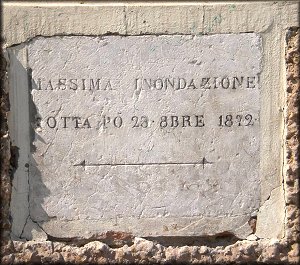 MASSIMA INONDAZIONE
ROTTA PO 23·8BRE 1872